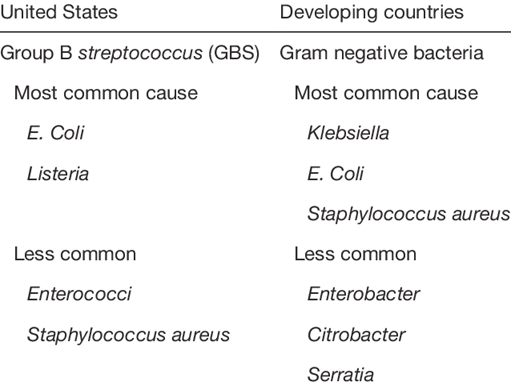 United States Developing countries
Group B streptococcus (GBS) Gram negative bacteria
Most common cause Most common cause
E. Coli Klebsiella
Listeria E. Coli
Staphylococcus aureus
Less common Less common
Enterococci Enterobacter
Staphylococcus aureus Citrobacter
Serratia